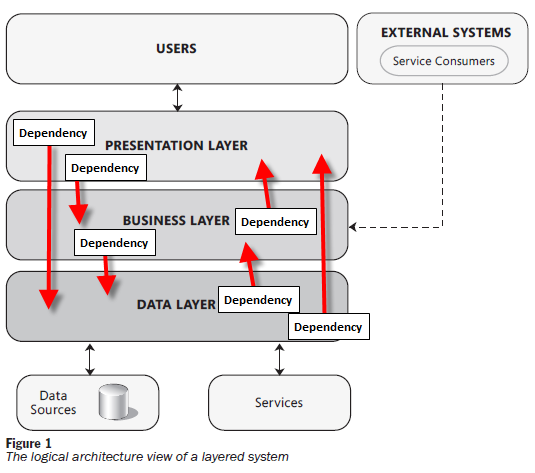 USERS
EXTERNAL SYSTEMS
Service Consumers
Dependency
PRESENTATION LAYER
Dependency
BUSINESS LAYER
Dependency
Dependency
DATA LAYER
Dependency
Dependency
Data
Sources
Services
Figure 1
The logical architecture view of a layered system